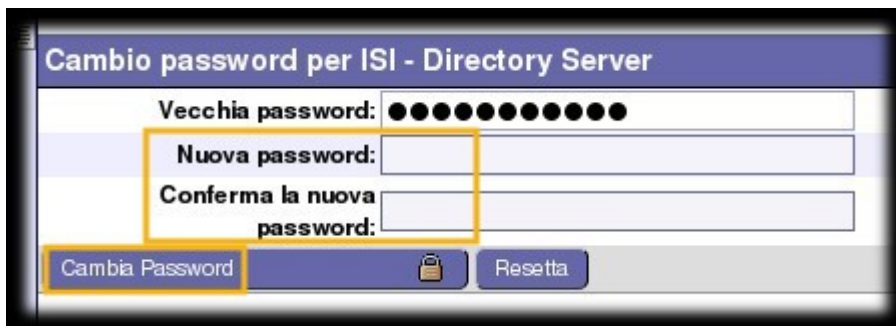 Cambio password per ISI - Directory Server
Vecchia password: ●●●●●●●●●●●
Nuova password:
Conferma la nuova
password:
Cambia Password
Resetta